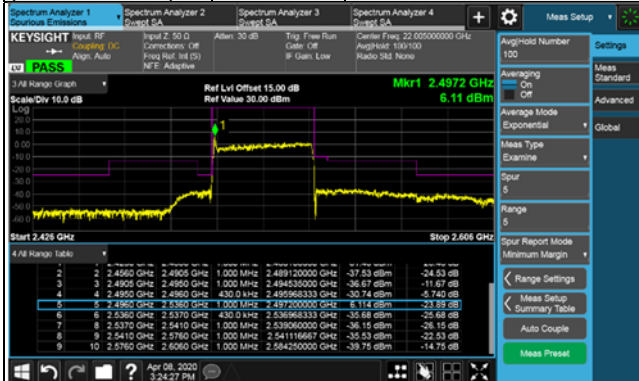 Spectrum Analyzer 1
Spurious Emissions
Spectrum Analyzer 2
Swept SA
Spectrum Analyzer 3
Swept SA
Spectrum Analyzer 4
Swept SA
+
Meas Setup
KEYSIGHT
Input: RF
Coupling: DC
Align: Auto
Input Z: 50 Ω
Corrections: Off
Freq Ref: Int (S)
NFE: Adaptive
Atten: 30 dB
Trig: Free Run
Gate: Off
IF Gain: Low
Center Freq: 22.005000000 GHz
Avg|Hold: 100/100
Radio Std: None
LXI PASS
3 All Range Graph
Scale/Div 10.0 dB
Ref Lvl Offset 15.00 dB
Ref Value 30.00 dBm
Mkr1 2.4972 GHz
6.11 dBm
Log
20.0
10.0
0.00
-10.0
-20.0
-30.0
-40.0
-50.0
-60.0
1
Start 2.426 GHz
Stop 2.606 GHz
4 All Range Table
2 2 2.4560 GHz 2.4905 GHz 1.000 MHz 2.489120000 GHz -37.53 dBm -24.53 dB
3 3 2.4905 GHz 2.4950 GHz 1.000 MHz 2.494535000 GHz -36.67 dBm -11.67 dB
4 4 2.4950 GHz 2.4960 GHz 430.0 kHz 2.495968333 GHz -30.74 dBm -5.740 dB
5 5 2.4960 GHz 2.5360 GHz 1.000 MHz 2.497200000 GHz 6.114 dBm -23.89 dB
6 6 2.5360 GHz 2.5370 GHz 430.0 kHz 2.536968333 GHz -35.68 dBm -25.68 dB
7 8 2.5370 GHz 2.5410 GHz 1.000 MHz 2.539060000 GHz -36.15 dBm -26.15 dB
8 9 2.5410 GHz 2.5760 GHz 1.000 MHz 2.541116667 GHz -35.53 dBm -22.53 dB
9 10 2.5760 GHz 2.6060 GHz 1.000 MHz 2.584250000 GHz -39.75 dBm -14.75 dB
Avg|Hold Number
100
Averaging
On
Off
Average Mode
Exponential
Meas Type
Examine
Spur
5
Range
5
Spur Report Mode
Minimum Margin
Range Settings
Meas Setup
Summary Table
Auto Couple
Meas Preset
Settings
Meas
Standard
Advanced
Global
?
Apr 08, 2020
3:24:27 PM